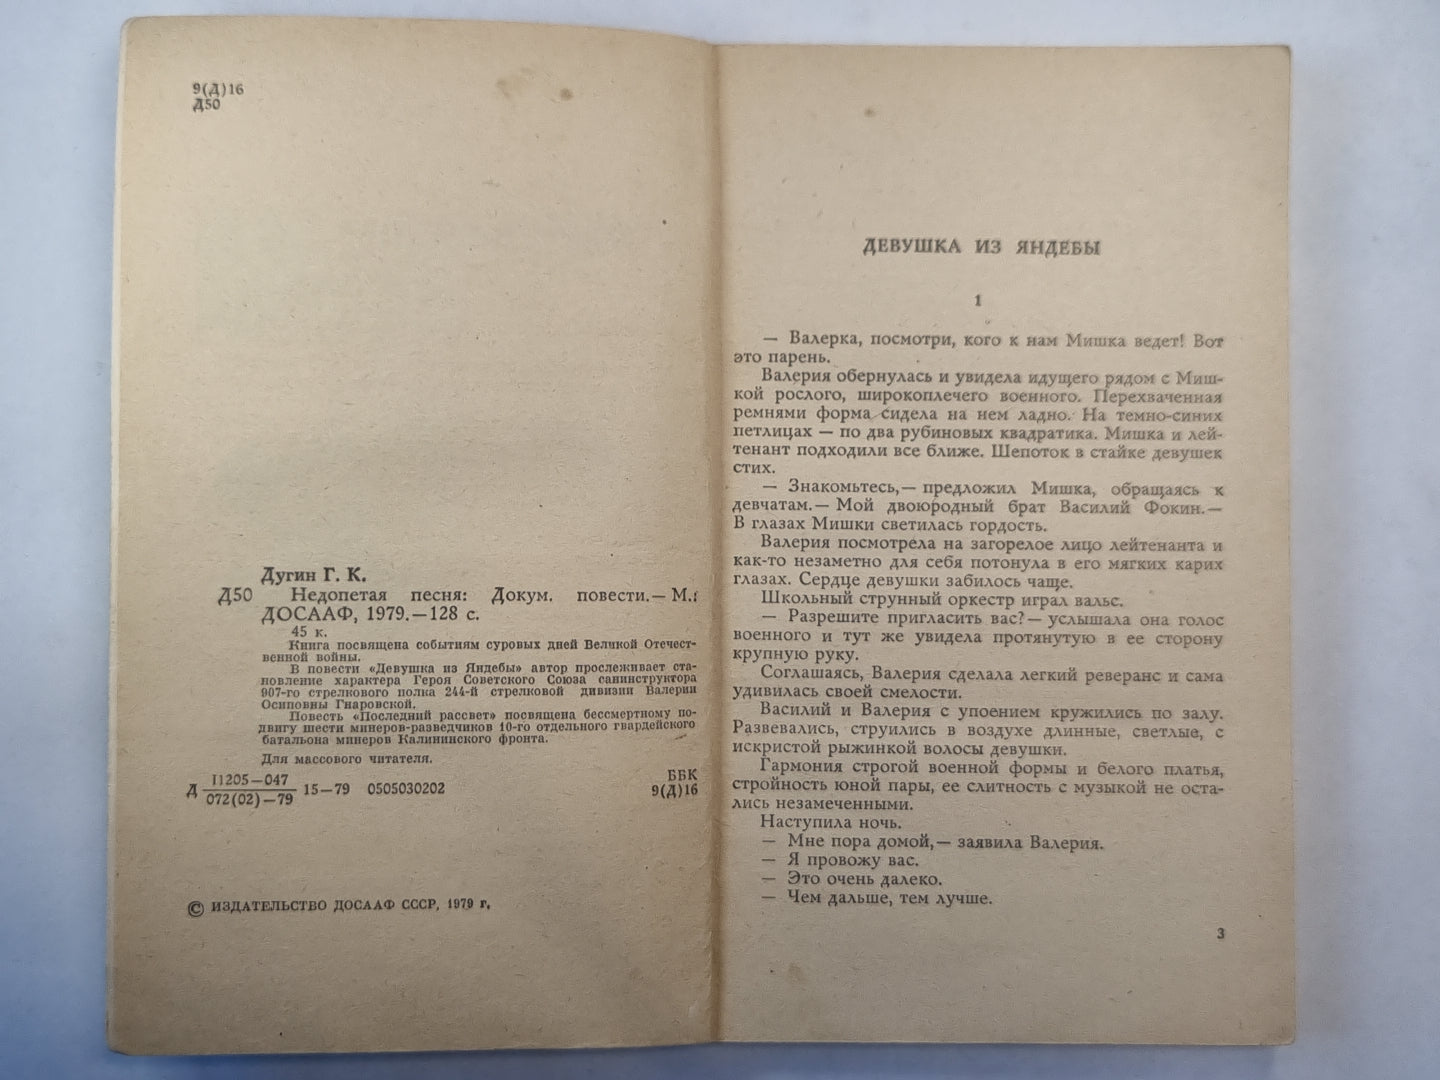 9(Д)16
Д50
Дугин Г. К.
Д50 Недопетая песня: Докум. повести.— М.:
ДОСААФ, 1979.—128 с.
45 к.
Книга посвящена событиям суровых дней Великой Отечест-
венной войны.
В повести «Девушка из Яндебы» автор прослеживает ста-
новление характера Героя Советского Союза санинструктора
907-го стрелкового полка 244-й стрелковой дивизии Валерии
Осиповны Гнаровской.
Повесть «Последний рассвет» посвящена бессмертному по-
двигу шести минеров-разведчиков 10-го отдельного гвардейского
батальона минеров Калининского фронта.
Для массового читателя.
Д 11205—047
072(02)—79 15—79 0505030202
ББК
9(Д)16
© ИЗДАТЕЛЬСТВО ДОСААФ СССР, 1979 г.
ДЕВУШКА ИЗ ЯНДЕБЫ
1
— Валерка, посмотри, кого к нам Мишка ведет! Вот
это парень.
Валерия обернулась и увидела идущего рядом с Миш-
кой рослого, широкоплечего военного. Перехваченная
ремнями форма сидела на нем ладно. На темно-синих
петлицах — по два рубиновых квадратика. Мишка и лей-
тенант подходили все ближе. Шепоток в стайке девушек
стих.
— Знакомьтесь,— предложил Мишка, обращаясь к
девчатам.— Мой двоюродный брат Василий Фокин.—
В глазах Мишки светилась гордость.
Валерия посмотрела на загорелое лицо лейтенанта и
как-то незаметно для себя потонула в его мягких карих
глазах. Сердце девушки забилось чаще.
Школьный струнный оркестр играл вальс.
— Разрешите пригласить вас?— услышала она голос
военного и тут же увидела протянутую в ее сторону
крупную руку.
Соглашаясь, Валерия сделала легкий реверанс и сама
удивилась своей смелости.
Василий и Валерия с упоением кружились по залу.
Развевались, струились в воздухе длинные, светлые, с
искристой рыжинкой волосы девушки.
Гармония строгой военной формы и белого платья,
стройность юной пары, ее слитность с музыкой не оста-
лись незамеченными.
Наступила ночь.
— Мне пора домой,— заявила Валерия.
— Я провожу вас.
— Это очень далеко.
— Чем дальше, тем лучше.
3